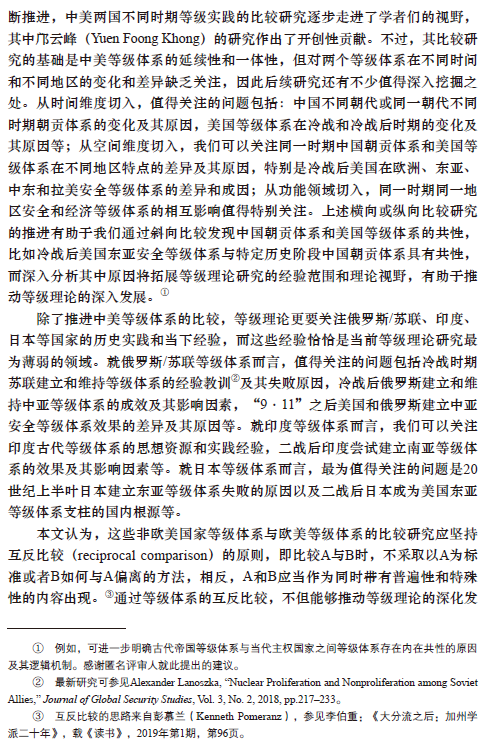 断推进，中美两国不同时期等级实践的比较研究逐步走进了学者们的视野，
其中邝云峰（Yuen Foong Khong）的研究作出了开创性贡献。不过，其比较研
究的基础是中美等级体系的延续性和一体性，但对两个等级体系在不同时间
和不同地区的变化和差异缺乏关注，因此后续研究还有不少值得深入挖掘之
处。从时间维度切入，值得关注的问题包括：中国不同朝代或同一朝代不同
时期朝贡体系的变化及其原因，美国等级体系在冷战和冷战后时期的变化及
其原因等；从空间维度切入，我们可以关注同一时期中国朝贡体系和美国等
级体系在不同地区特点的差异及其原因，特别是冷战后美国在欧洲、东亚、
中东和拉美安全等级体系的差异和成因；从功能领域切入，同一时期同一地
区安全和经济等级体系的相互影响值得特别关注。上述横向或纵向比较研究
的推进有助于我们通过斜向比较发现中国朝贡体系和美国等级体系的共性，
比如冷战后美国东亚安全等级体系与特定历史阶段中国朝贡体系具有共性，
而深入分析其中原因将拓展等级理论研究的经验范围和理论视野，有助于推
动等级理论的深入发展。①
除了推进中美等级体系的比较，等级理论更要关注俄罗斯/苏联、印度、
日本等国家的历史实践和当下经验，而这些经验恰恰是当前等级理论研究最
为薄弱的领域。就俄罗斯/苏联等级体系而言，值得关注的问题包括冷战时期
苏联建立和维持等级体系的经验教训②及其失败原因，冷战后俄罗斯建立和维
持中亚等级体系的成效及其影响因素，“9·11”之后美国和俄罗斯建立中亚
安全等级体系效果的差异及其原因等。就印度等级体系而言，我们可以关注
印度古代等级体系的思想资源和实践经验，二战后印度尝试建立南亚等级体
系的效果及其影响因素等。就日本等级体系而言，最为值得关注的问题是20
世纪上半叶日本建立东亚等级体系失败的原因以及二战后日本成为美国东亚
等级体系支柱的国内根源等。
本文认为，这些非欧美国家等级体系与欧美等级体系的比较研究应坚持
互反比较（reciprocal comparison）的原则，即比较A与B时，不采取以A为标
准或者B如何与A偏离的方法，相反，A和B应当作为同时带有普遍性和特殊
性的内容出现。③通过等级体系的互反比较，不但能够推动等级理论的深化发
① 例如，可进一步明确古代帝国等级体系与当代主权国家之间等级体系存在内在共性的原因
及其逻辑机制。感谢匿名评审人就此提出的建议。
② 最新研究可参见Alexander Lanoszka, “Nuclear Proliferation and Nonproliferation among Soviet
Allies,” Journal of Global Security Studies, Vol. 3, No. 2, 2018, pp.217–233。
③ 互反比较的思路来自彭慕兰（Kenneth Pomeranz），参见李伯重：《大分流之后：加州学
派二十年》，载《读书》，2019年第1期，第96页。